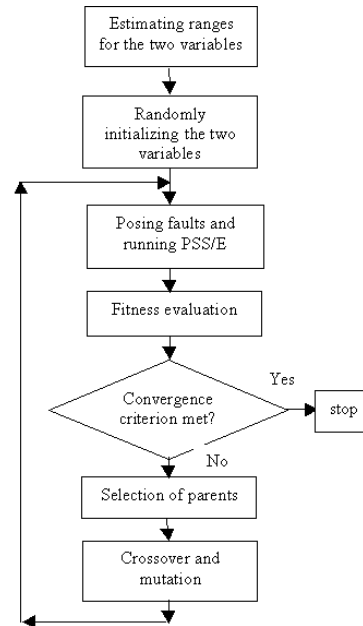 Estimating ranges
for the two variables
Randomly
initializing the two
variables
Posing faults and
running PSS/E
Fitness evaluation
Convergence
criterion met?
Yes
stop
No
Selection of parents
Crossover and
mutation